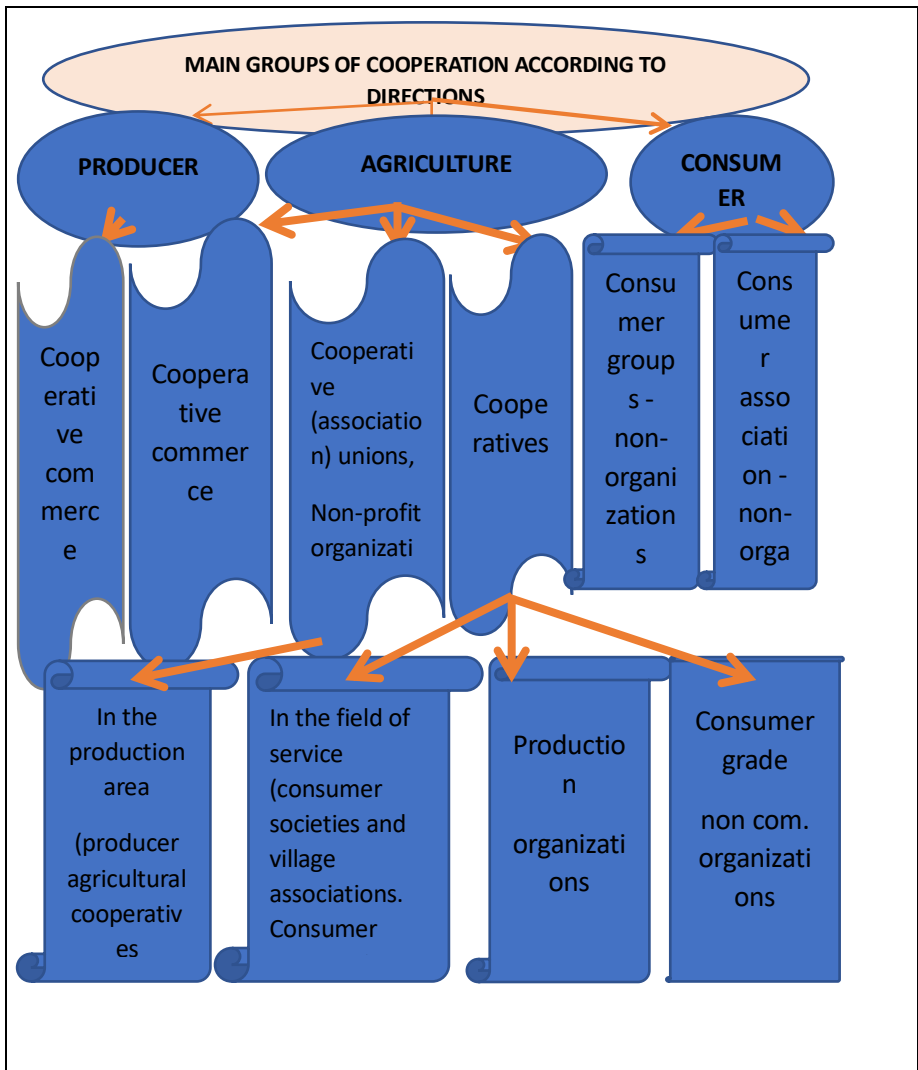 MAIN GROUPS OF COOPERATION ACCORDING TO
DIRECTIONS
PRODUCER
AGRICULTURE
CONSUM
ER
Coop
erati
ve
com
merc
e
Coopera
tive
commer
ce
Cooperati
ve
(associatio
n) unions,
Non-profit
organizati
Coope
ratives
Consu
mer
group
s -
non-
organi
zation
s
Cons
ume
r
asso
ciati
on -
non-
orga
In the
production
area
(producer
agricultural
cooperativ
es
In the field of
service
(consumer
societies and
village
associations.
Consumer
Productio
n
organizati
ons
Consumer
grade
non com.
organizati
ons